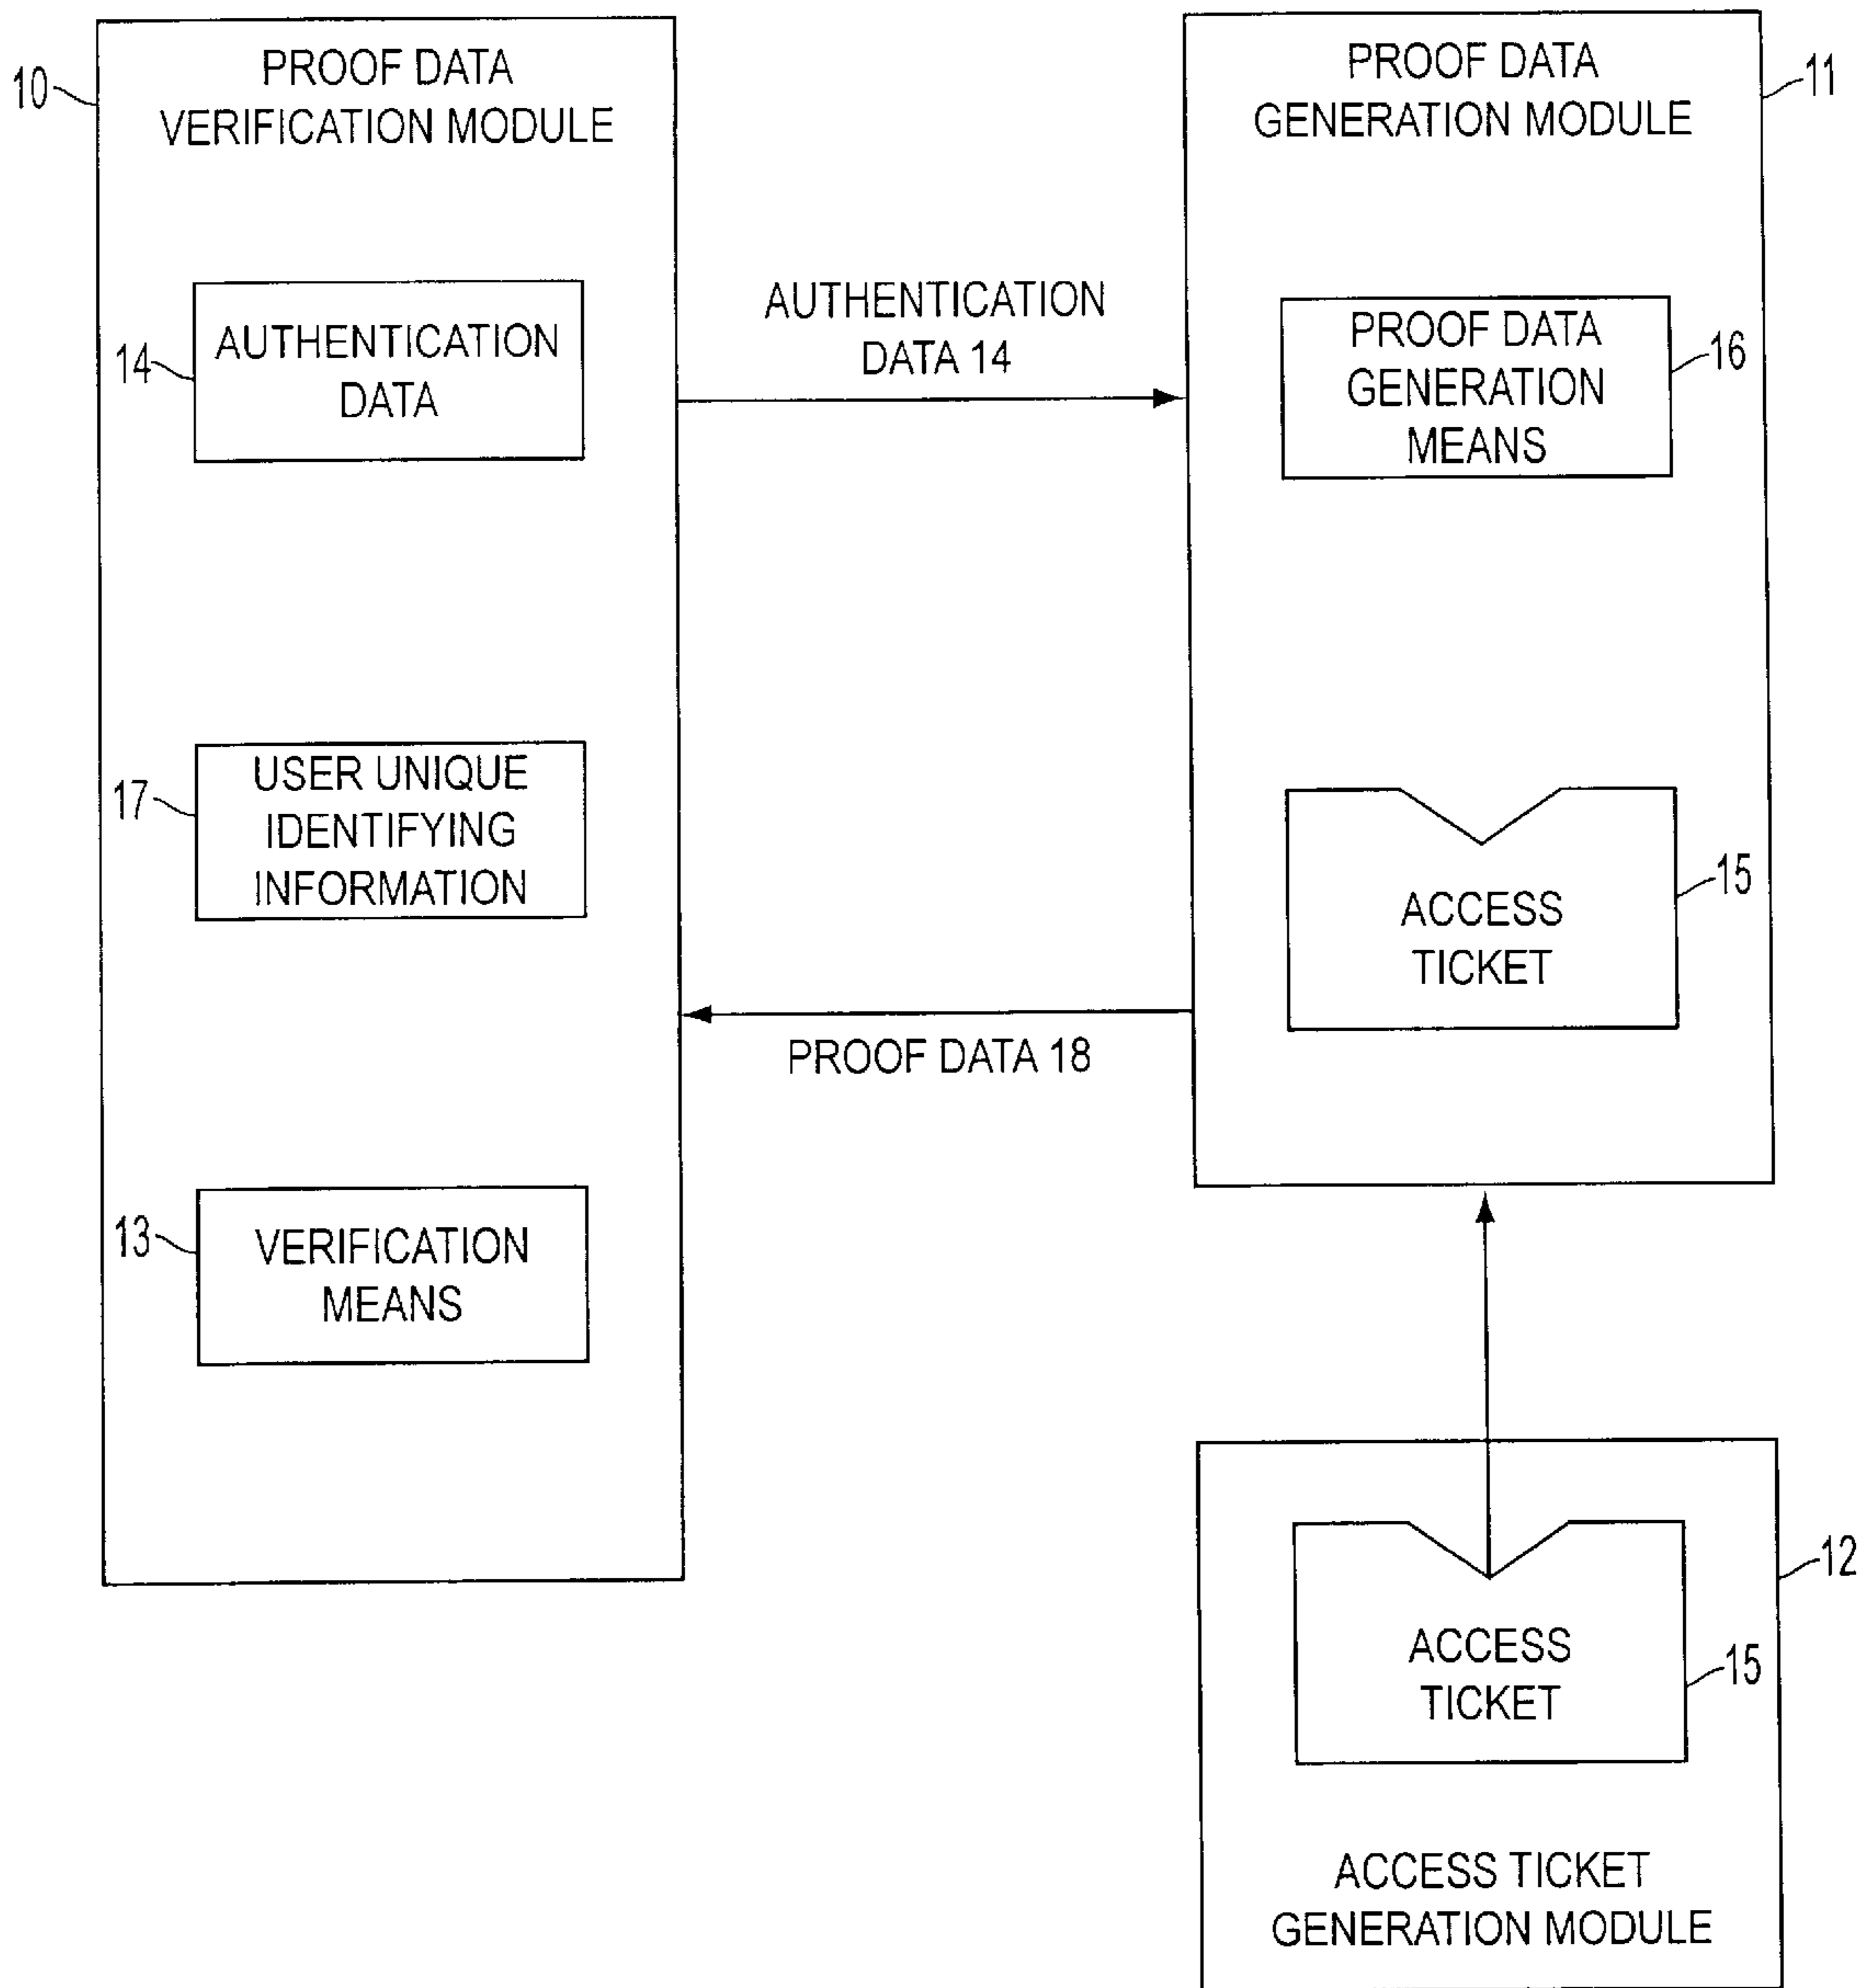 10
PROOF DATA
VERIFICATION MODULE
14
AUTHENTICATION
DATA
17
USER UNIQUE
IDENTIFYING
INFORMATION
13
VERIFICATION
MEANS
AUTHENTICATION
DATA 14
PROOF DATA 18
PROOF DATA
GENERATION MODULE
11
PROOF DATA
GENERATION
MEANS
16
ACCESS
TICKET
15
12
ACCESS
TICKET
15
ACCESS TICKET
GENERATION MODULE